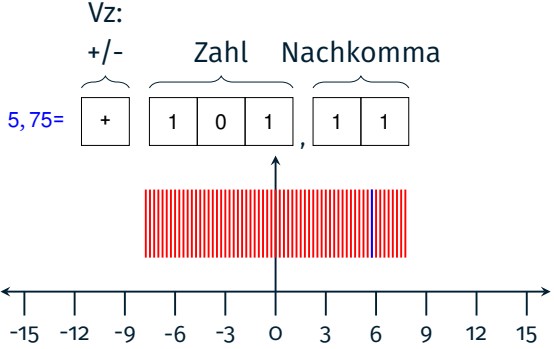 Vz:
+/- Zahl Nachkomma
5,75= + 1 0 1 , 1 1
-15 -12 -9 -6 -3 0 3 6 9 12 15